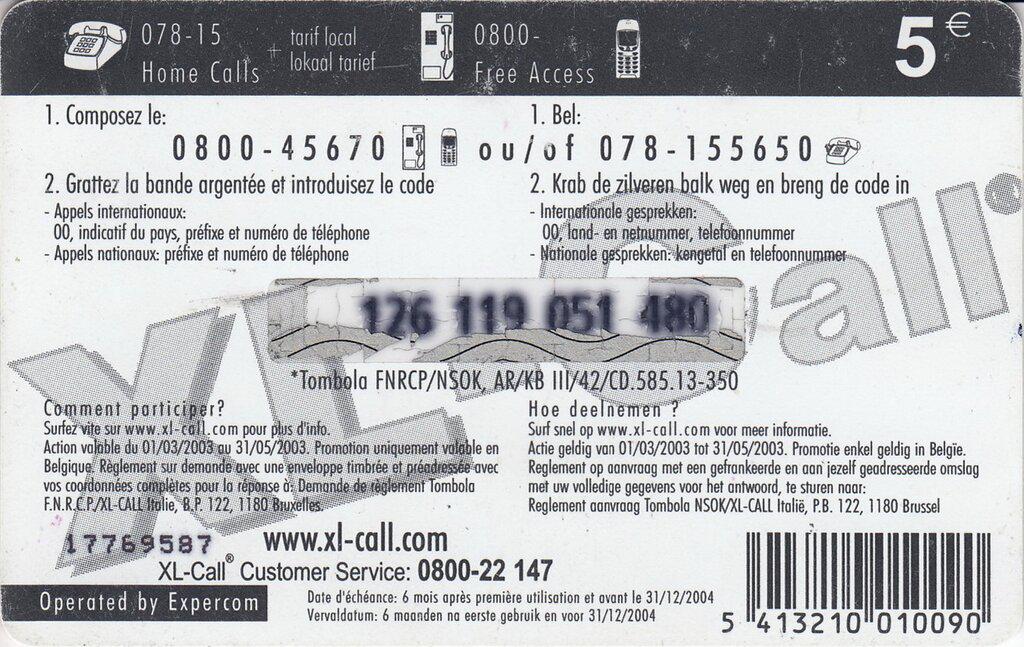 078-15
Home Calls
+
tarif local
lokaal tarief
0800-
Free Access
5€
1. Composez le:
1. Bel:
0800-45670 ou/of 078-155650
2. Grattez la bande argentée et introduisez le code
- Appels internationaux:
00, indicatif du pays, préfixe et numéro de téléphone
- Appels nationaux: préfixe et numéro de téléphone
2. Krab de zilveren balk weg en breng de code in
- Internationale gesprekken:
00, land- en netnummer, telefoonnummer
- Nationale gesprekken: kengetal en telefoonnummer
XL-Call®
126 119 051 480
*Tombola FNRCP/NSOK, AR/KB III/42/CD.585.13-350
Comment participer?
Surfez vite sur www.xl-call.com pour plus d'info.
Action valable du 01/03/2003 au 31/05/2003. Promotion uniquement valable en
Belgique. Règlement sur demande avec une enveloppe timbrée et préadressée avec
vos coordonnées complètes pour la réponse à: Demande de règlement Tombola
F.N.R.C.P./XL-CALL Italie, B.P. 122, 1180 Bruxelles.
Hoe deelnemen ?
Surf snel op www.xl-call.com voor meer informatie.
Actie geldig van 01/03/2003 tot 31/05/2003. Promotie enkel geldig in Belgïe.
Reglement op aanvraag met een gefrankeerde en aan jezelf geadresseerde omslag
met uw volledige gegevens for het antwoord, te sturen naar:
Reglement aanvraag Tombola NSOK/XL-CALL Italië, P.B. 122, 1180 Brussel
17769587
www.xl-call.com
XL-Call® Customer Service: 0800-22 147
Operated by Expercom
Date d'échéance: 6 mois après première utilisation et avant le 31/12/2004
Vervaldatum: 6 maanden na eerste gebruik en voor 31/12/2004
5 413210 010090